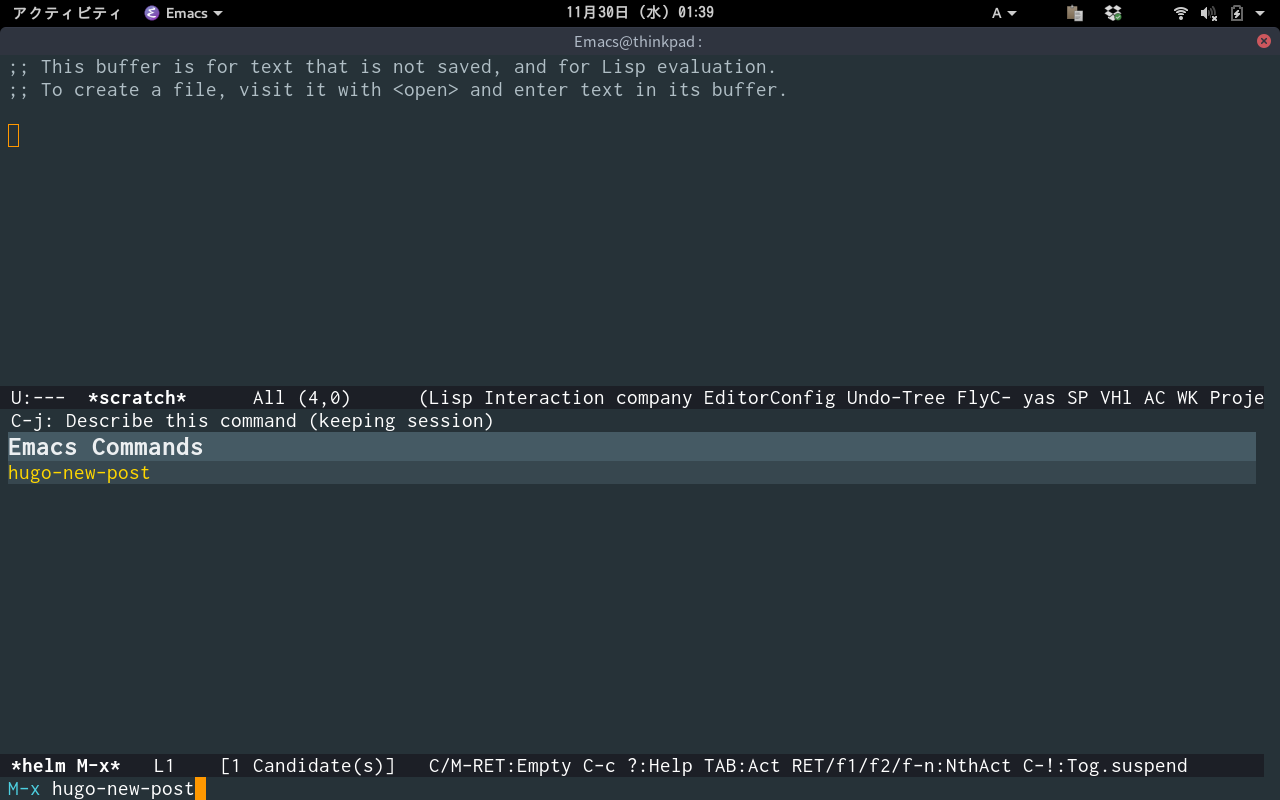 アクティビティ Emacs 11月30日 (水) 01:39 A
Emacs@thinkpad:
;; This buffer is for text that is not saved, and for Lisp evaluation.
;; To create a file, visit it with <open> and enter text in its buffer.
U:--- *scratch* All (4,0) (Lisp Interaction company EditorConfig Undo-Tree FlyC- yas SP VHl AC WK Proje
C-j: Describe this command (keeping session)
Emacs Commands
hugo-new-post
*helm M-x* L1 [1 Candidate(s)] C/M-RET:Empty C-c ?:Help TAB:Act RET/f1/f2/f-n:NthAct C-!:Tog.suspend
M-x hugo-new-post